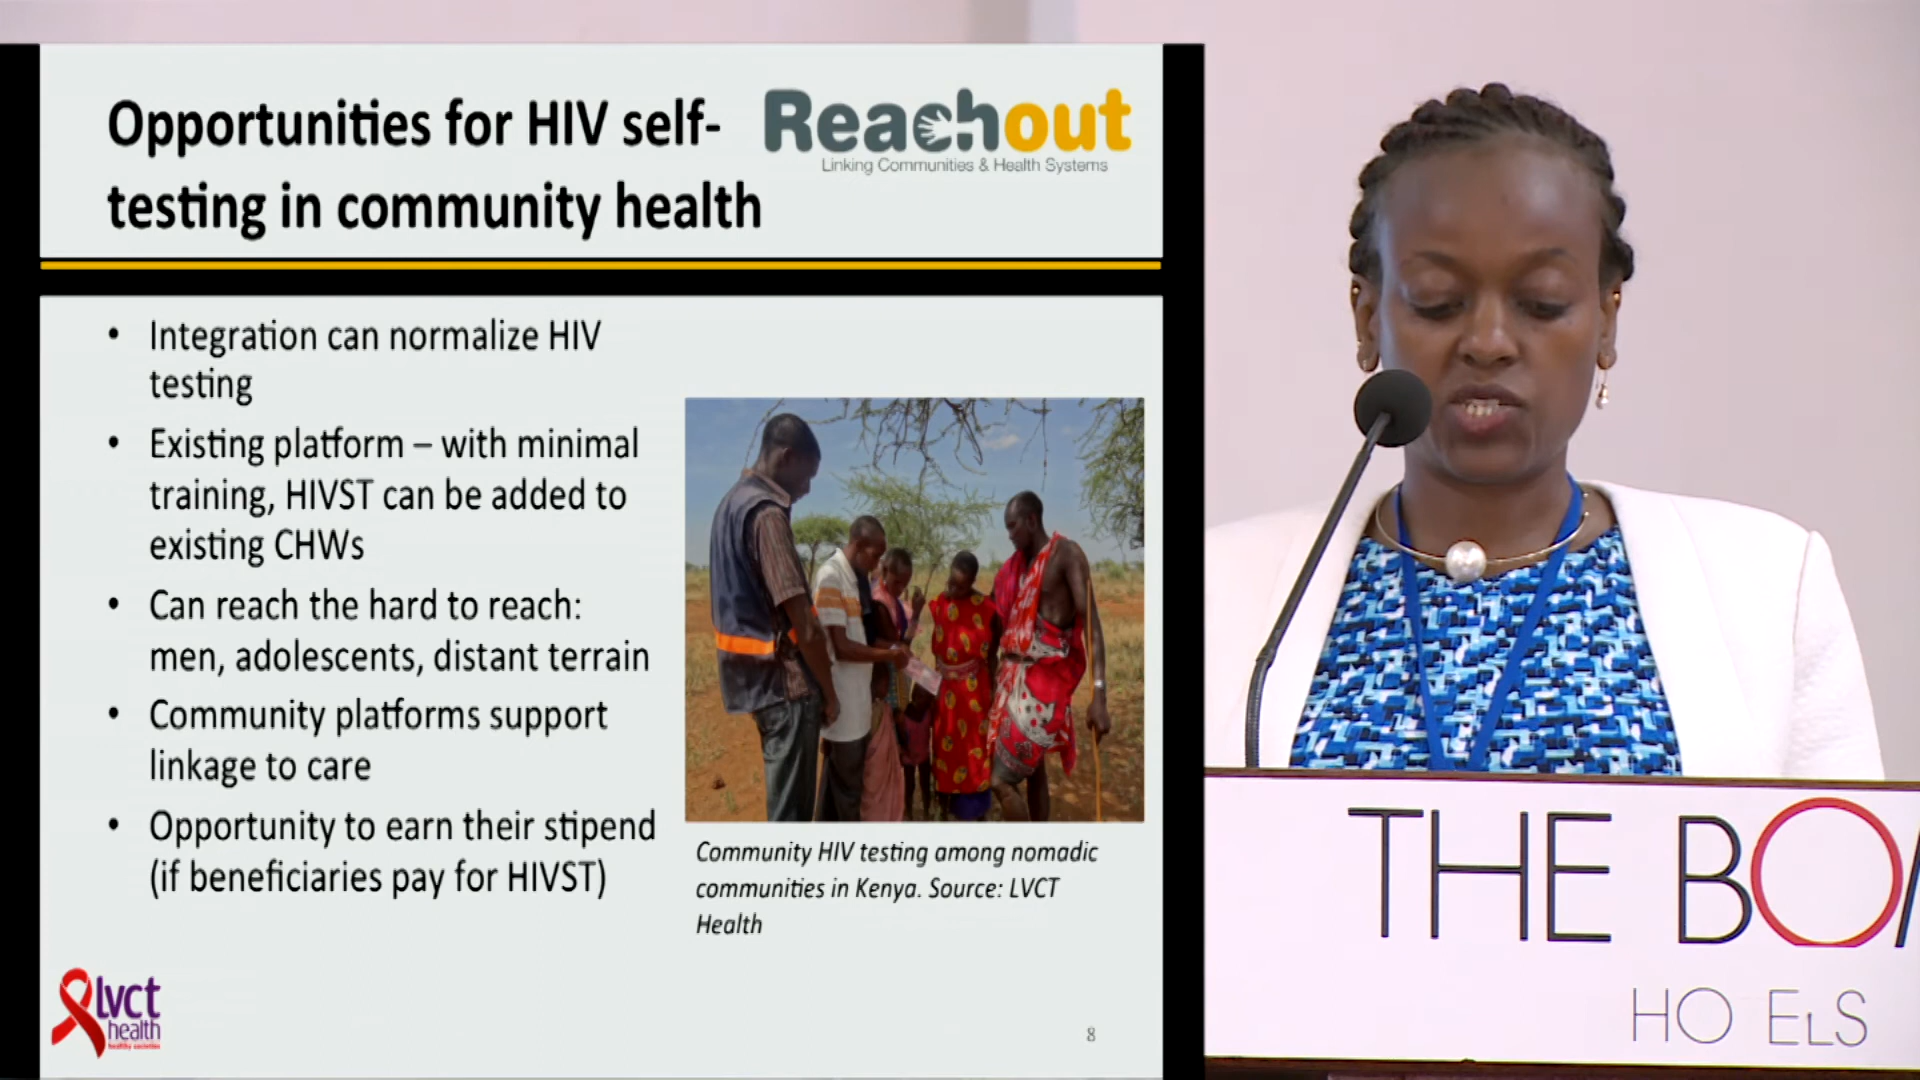 Opportunities for HIV self-
testing in community health
Reachout
Linking Communities & Health Systems
• Integration can normalize HIV
testing
• Existing platform – with minimal
training, HIVST can be added to
existing CHWs
• Can reach the hard to reach:
men, adolescents, distant terrain
• Community platforms support
linkage to care
• Opportunity to earn their stipend
(if beneficiaries pay for HIVST)
Community HIV testing among nomadic
communities in Kenya. Source: LVCT
Health
lvct
health
healthy societies
8
THE BO
HO ELS